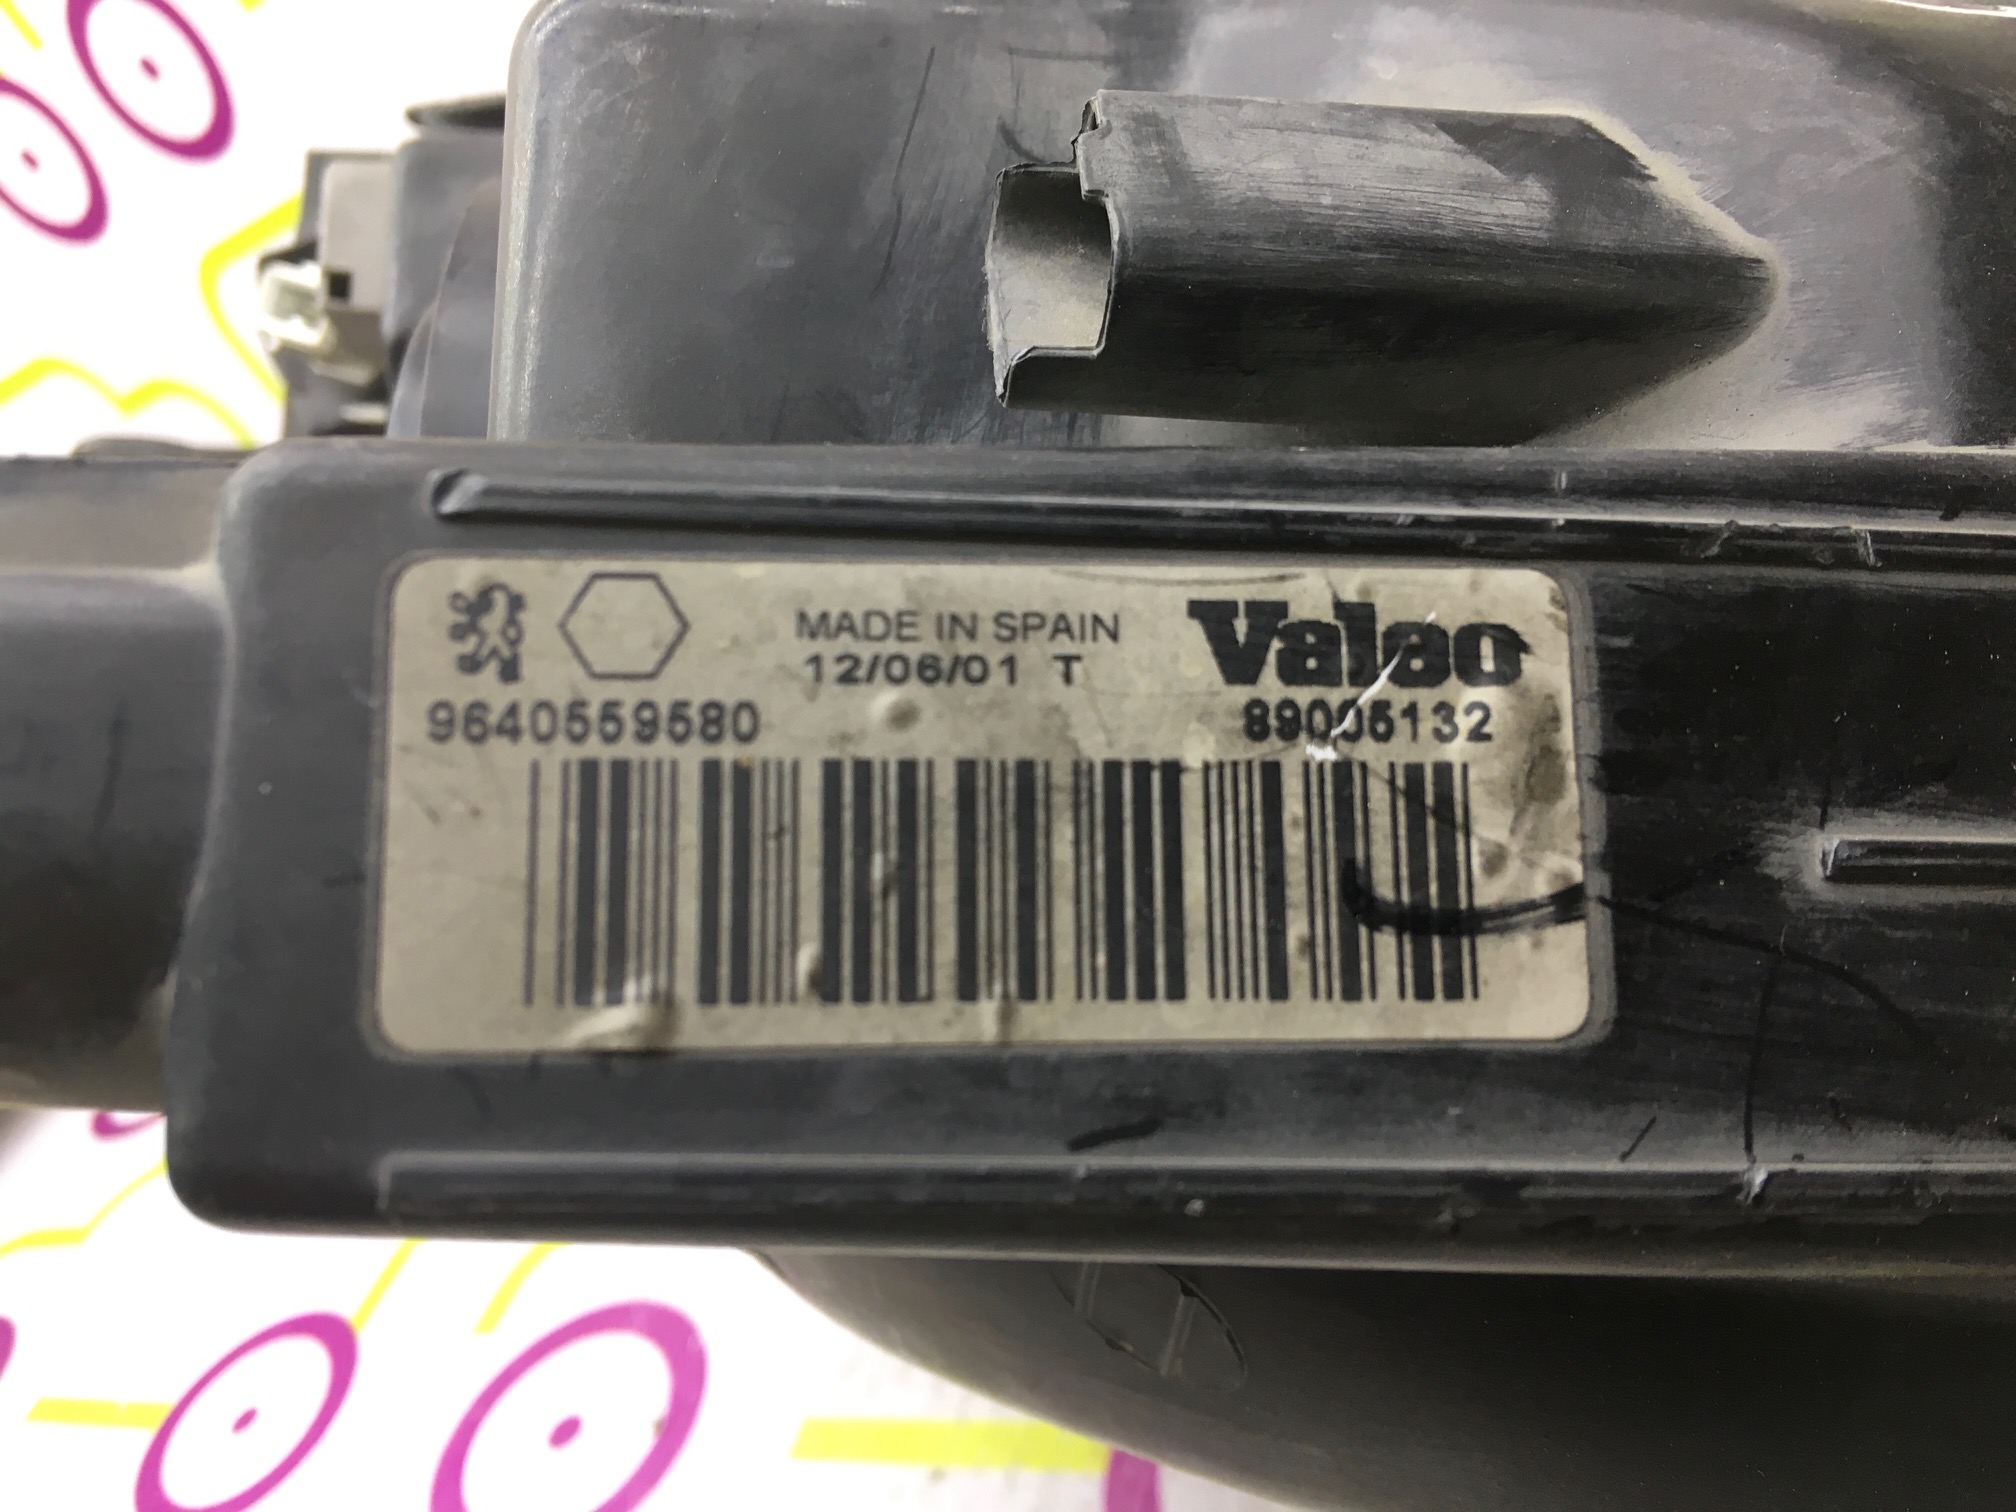 MADE IN SPAIN
12/06/01 T
Valeo
9640559580
89005132